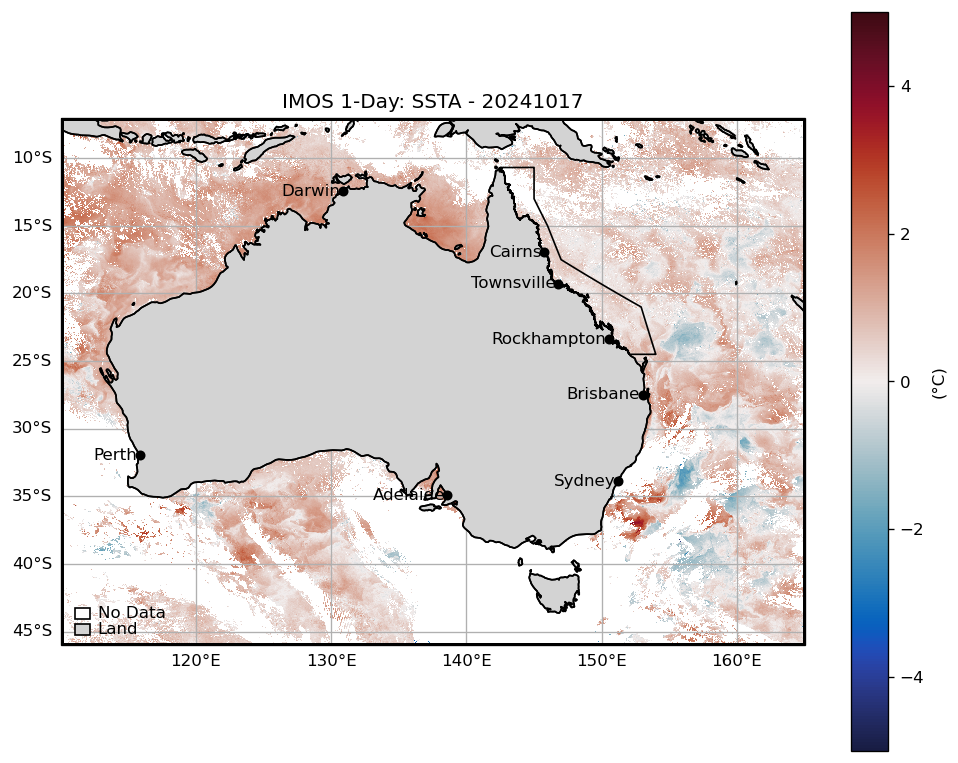 IMOS 1-Day: SSTA - 20241017
10°S
15°S
20°S
25°S
30°S
35°S
40°S
45°S
Darwin
Cairns
Townsville
Rockhampton
Brisbane
Perth
Sydney
Adelaide
No Data
Land
120°E 130°E 140°E 150°E 160°E
4
2
0
−2
−4
(°C)